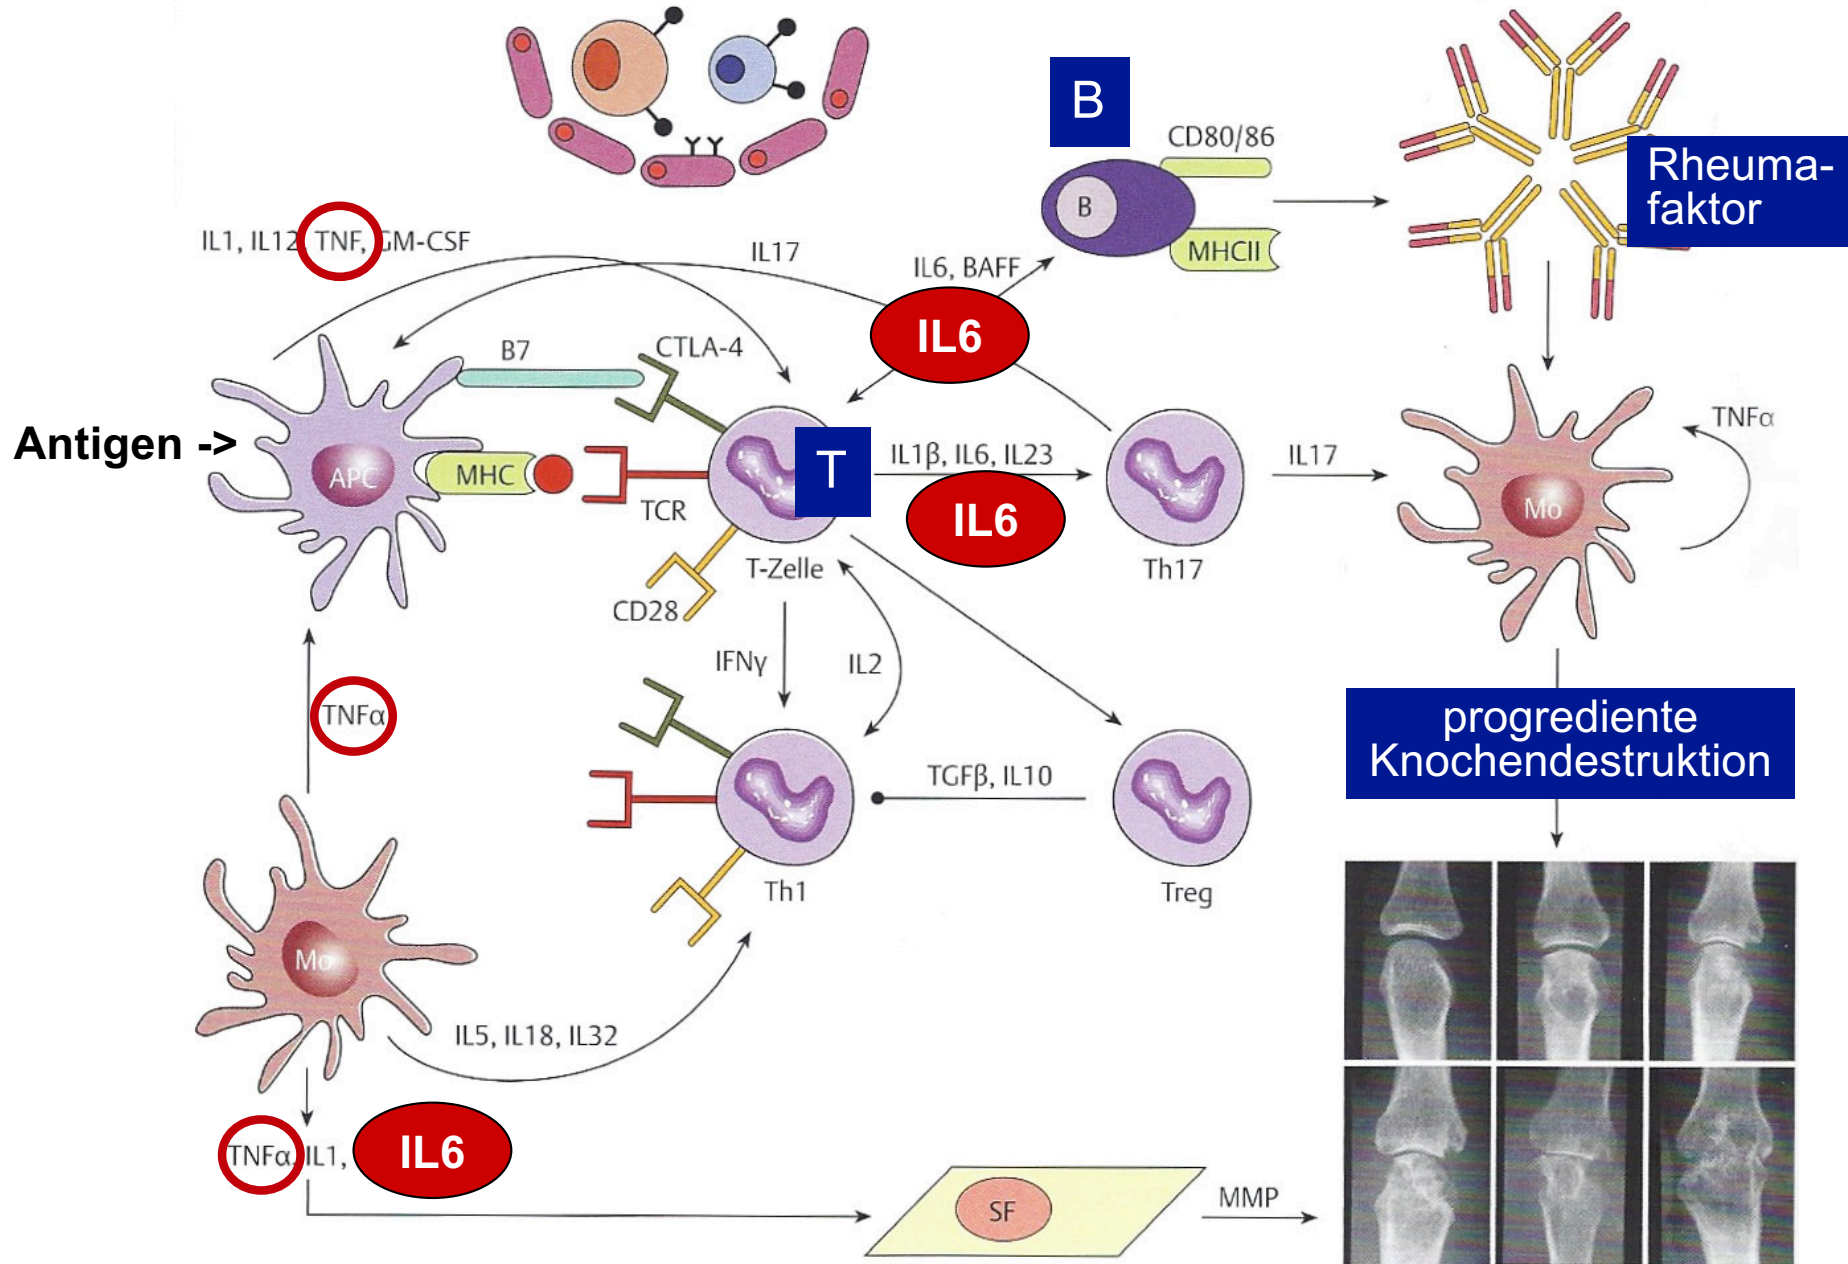 B
CD80/86
B
MHCII
Rheuma-
faktor
IL1, IL12, TNF, GM-CSF
IL17
IL6, BAFF
IL6
B7
CTLA-4
Antigen ->
APC
MHC
TCR
T
T-Zelle
CD28
IL1β, IL6, IL23
IL6
Th17
IL17
Mo
TNFα
IFNγ
IL2
TNFα
progrediente
Knochendestruktion
TGFβ, IL10
Th1
Treg
Mo
IL5, IL18, IL32
TNFα, IL1,
IL6
SF
MMP